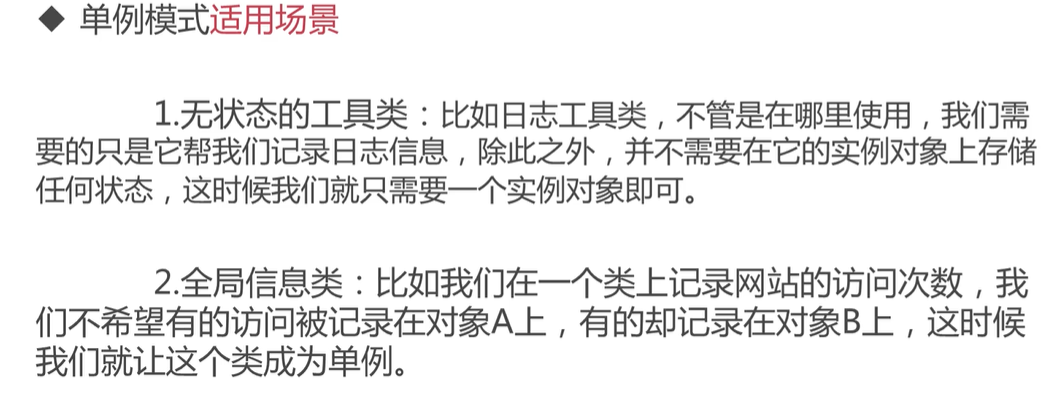 ◆ 单例模式适用场景
1.无状态的工具类：比如日志工具类，不管是在哪里使用，我们需
要的只是它帮我们记录日志信息，除此之外，并不需要在它的实例对象上存储
任何状态，这时候我们就只需要一个实例对象即可。
2.全局信息类：比如我们在一个类上记录网站的访问次数，我
们不希望有的访问被记录在对象A上，有的却记录在对象B上，这时候
我们就让这个类成为单例。